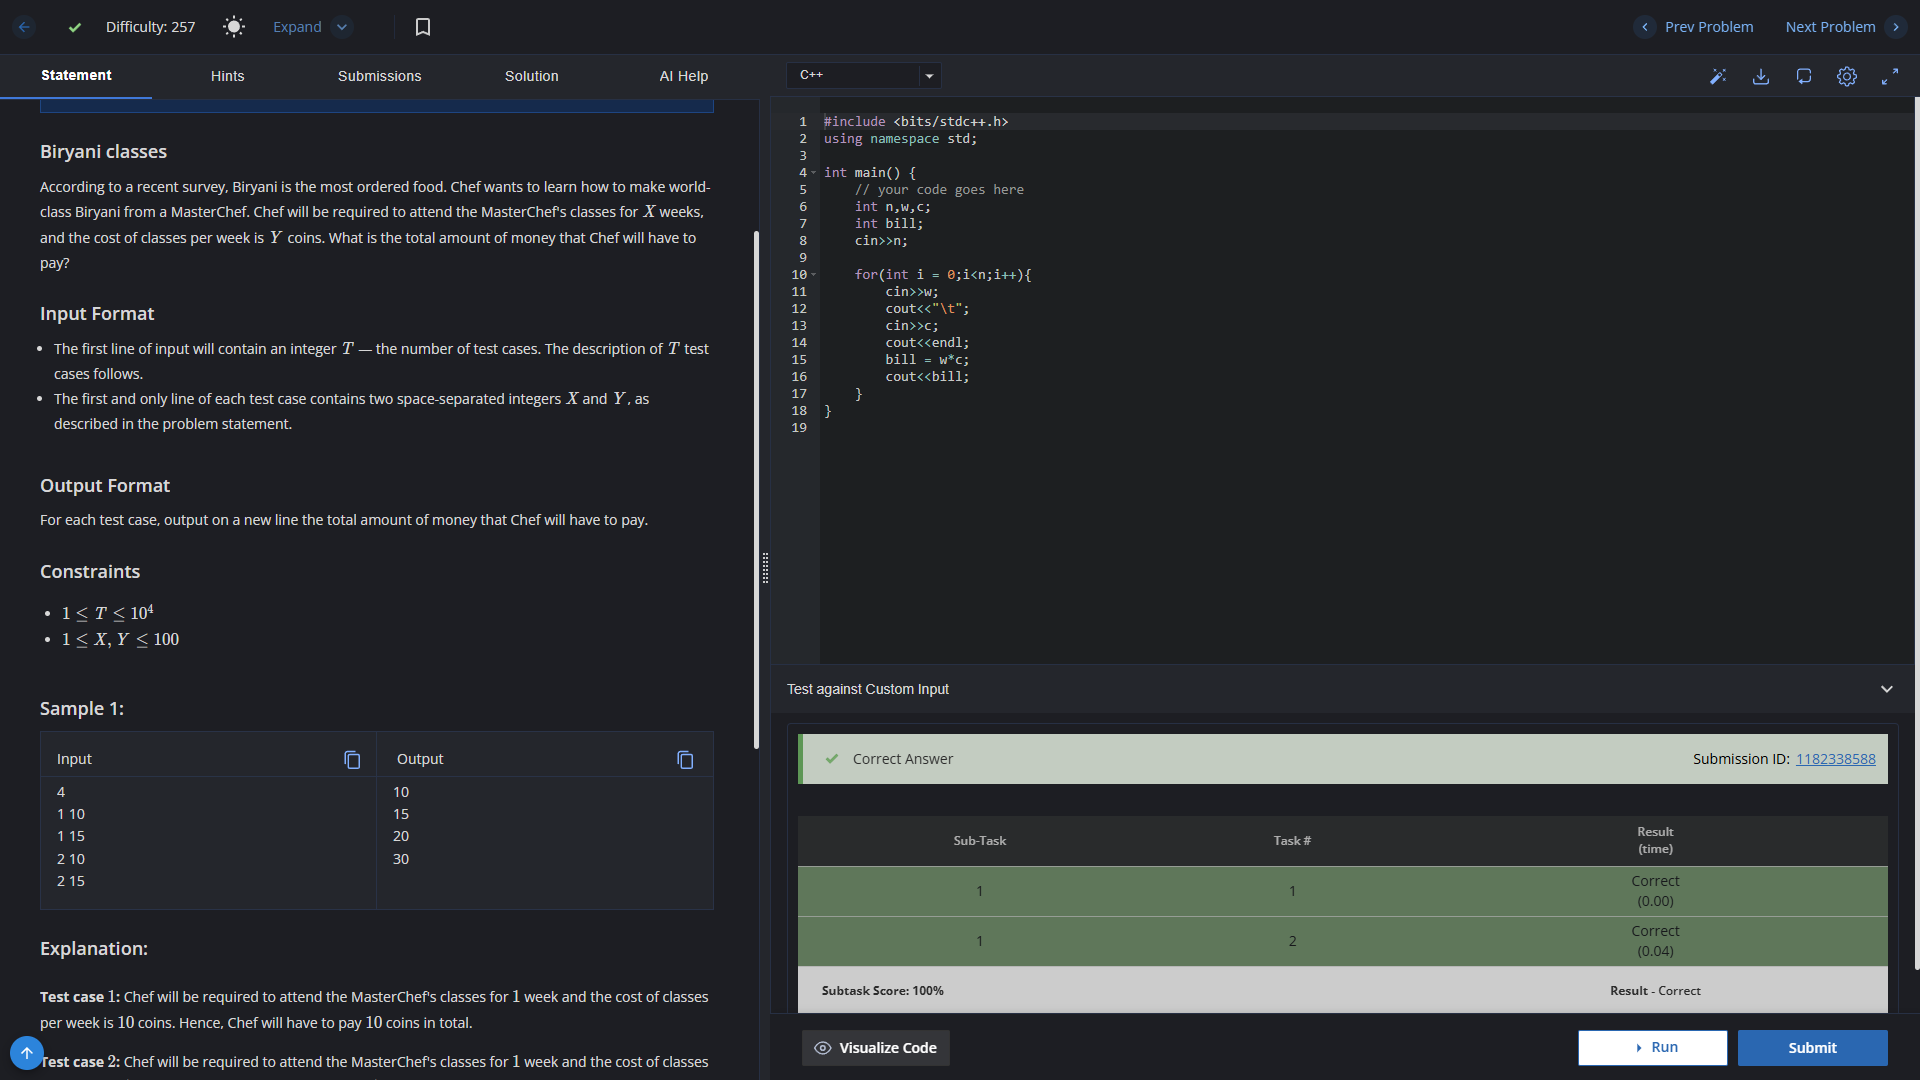 Difficulty: 257
Expand
Prev Problem
Next Problem
Statement
Hints
Submissions
Solution
AI Help
Biryani classes
According to a recent survey, Biryani is the most ordered food. Chef wants to learn how to make world-
class Biryani from a MasterChef. Chef will be required to attend the MasterChef's classes for X weeks,
and the cost of classes per week is Y coins. What is the total amount of money that Chef will have to
pay?
Input Format
• The first line of input will contain an integer T — the number of test cases. The description of T test
cases follows.
• The first and only line of each test case contains two space-separated integers X and Y, as
described in the problem statement.
Output Format
For each test case, output on a new line the total amount of money that Chef will have to pay.
Constraints
• 1 ≤ T ≤ 10⁴
• 1 ≤ X, Y ≤ 100
Sample 1:
Input
Output
4
1 10
1 15
2 10
2 15
10
15
20
30
Explanation:
Test case 1: Chef will be required to attend the MasterChef's classes for 1 week and the cost of classes
per week is 10 coins. Hence, Chef will have to pay 10 coins in total.
Test case 2: Chef will be required to attend the MasterChef's classes for 1 week and the cost of classes
C++
1 #include <bits/stdc++.h>
2 using namespace std;
3
4 int main() {
5 // your code goes here
6 int n,w,c;
7 int bill;
8 cin>>n;
9
10 for(int i = 0;i<n;i++){
11 cin>>w;
12 cout<<"\t";
13 cin>>c;
14 cout<<endl;
15 bill = w*c;
16 cout<<bill;
17 }
18 }
19
Test against Custom Input
Correct Answer
Submission ID: 1182338588
Sub-Task
Task #
Result
(time)
1
1
Correct
(0.00)
1
2
Correct
(0.04)
Subtask Score: 100%
Result - Correct
Visualize Code
Run
Submit